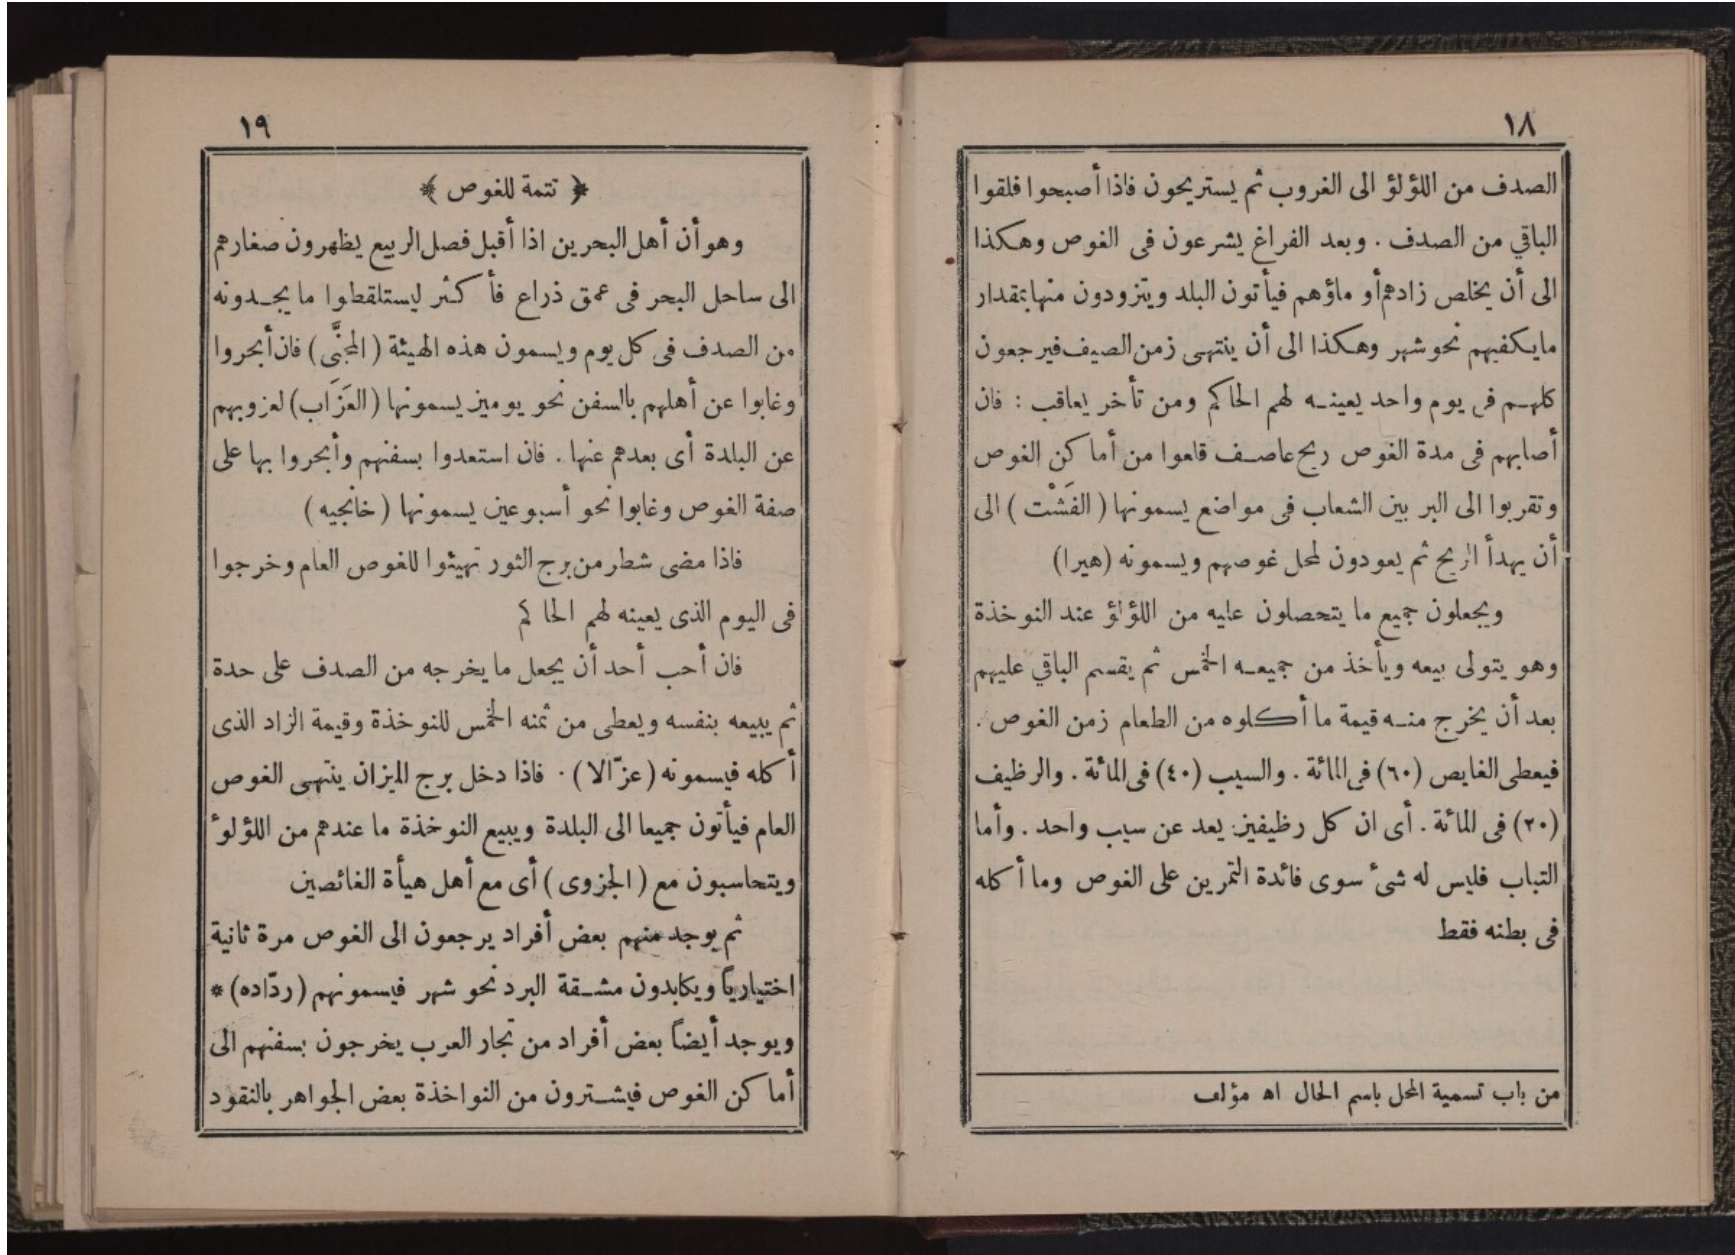 ١٨
الصدف من اللؤلؤ الى الغروب ثم يستريحون فاذا أصبحوا فلقوا
الباقي من الصدف . وبعد الفراغ يشرعون فى الغوص وهكذا
الى أن يخلص زادهم أو ماؤهم فيأتون البلد ويتزودون منها بمقدار
مايكفيهم نحو شهر وهكذا الى أن ينتهى زمن الصيف فيرجعون
كلهم فى يوم واحد يعينه لهم الحاكم ومن تأخر يعاقب : فان
أصابهم فى مدة الغوص ريح عاصف قلعوا من أماكن الغوص
وتقربوا الى البر بين الشعاب فى مواضع يسمونها ( الفَشْت ) الى
أن يهدأ الريح ثم يعودون لمحل غوصهم ويسمونه (هيرا)
ويجعلون جميع ما يتحصلون عليه من اللؤلؤ عند النوخذة
وهو يتولى بيعه ويأخذ من جميعه الخمس ثم يقسم الباقي عليهم
بعد أن يخرج منه قيمة ما أكلوه من الطعام زمن الغوص .
فيعطى الغايص (٦٠) فى المائة . والسيب (٤٠) فى المائة . والرظيف
(٢٠) فى المائة . أى ان كل رظيفين يعد عن سيب واحد . وأما
التباب فليس له شئ سوى فائدة التمرين على الغوص وما أكله
فى بطنه فقط
من باب تسمية المحل باسم الحال اه مؤلف
١٩
﴿ تتمة للغوص ﴾
وهو أن أهل البحرين اذا أقبل فصل الربيع يظهرون صغارهم
الى ساحل البحر فى عمق ذراع فأكثر ليستلقطوا ما يجدونه
من الصدف فى كل يوم ويسمون هذه الهيئة ( المجنَّى ) فان أبحروا
وغابوا عن أهلهم بالسفن نحو يومين يسمونها ( العَزَاب ) لعزوبهم
عن البلدة أى بعدهم عنها . فان استعدوا بسفنهم وأبحروا بها على
صفة الغوص وغابوا نحو أسبوعين يسمونها ( خانجيه )
فاذا مضى شطر من برج الثور تهيئوا للغوص العام وخرجوا
فى اليوم الذى يعينه لهم الحاكم
فان أحب أحد أن يجعل ما يخرجه من الصدف على حدة
ثم يبيعه بنفسه ويعطى من ثمنه الخمس للنوخذة وقيمة الزاد الذى
أكله فيسمونه ( عزّالا ) . فاذا دخل برج الميزان ينتهى الغوص
العام فيأتون جميعا الى البلدة ويبيع النوخذة ما عندهم من اللؤلوء
ويتحاسبون مع ( الجزوى ) أى مع أهل هيأة الغائصين
ثم يوجد منهم بعض أفراد يرجعون الى الغوص مرة ثانية
اختيارياً ويكابدون مشقة البرد نحو شهر فيسمونهم (ردّاده) *
ويوجد أيضاً بعض أفراد من تجار العرب يخرجون بسفنهم الى
أماكن الغوص فيشترون من النواخذة بعض الجواهر بالنقود